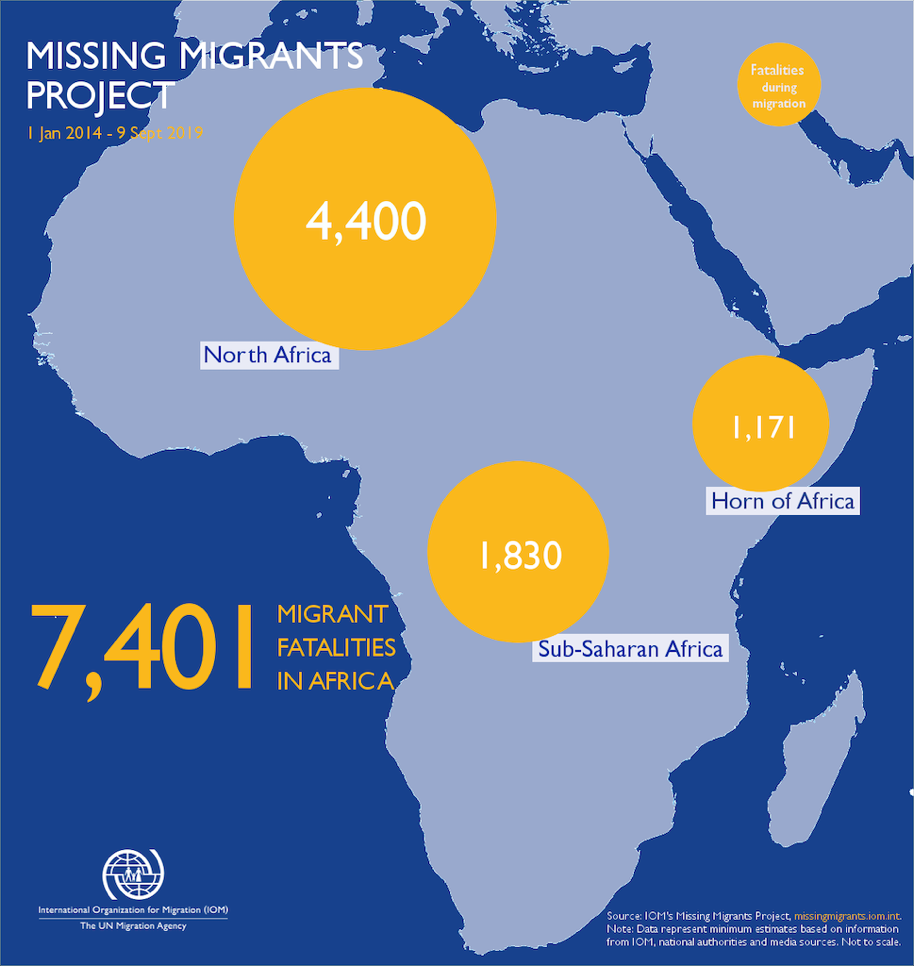 MISSING MIGRANTS
PROJECT
1 Jan 2014 - 9 Sept 2019
Fatalities
during
migration
4,400
North Africa
1,171
Horn of Africa
1,830
Sub-Saharan Africa
7,401
MIGRANT
FATALITIES
IN AFRICA
International Organization for Migration (IOM)
The UN Migration Agency
Source: IOM's Missing Migrants Project, missingmigrants.iom.int.
Note: Data represent minimum estimates based on information
from IOM, national authorities and media sources. Not to scale.